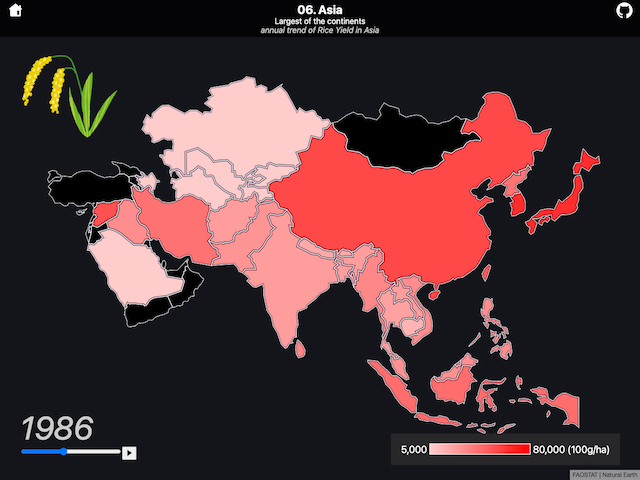 06. Asia
Largest of the continents
annual trend of Rice Yield in Asia
1986
5,000 80,000 (100g/ha)
FAOSTAT | Natural Earth